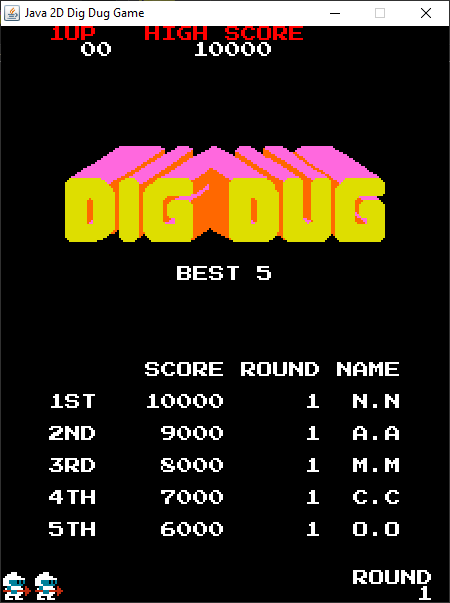 Java 2D Dig Dug Game
1UP HIGH SCORE
00 10000
DIG DUG
BEST 5
SCORE ROUND NAME
1ST 10000 1 N.N
2ND 9000 1 A.A
3RD 8000 1 M.M
4TH 7000 1 C.C
5TH 6000 1 O.O
ROUND
1